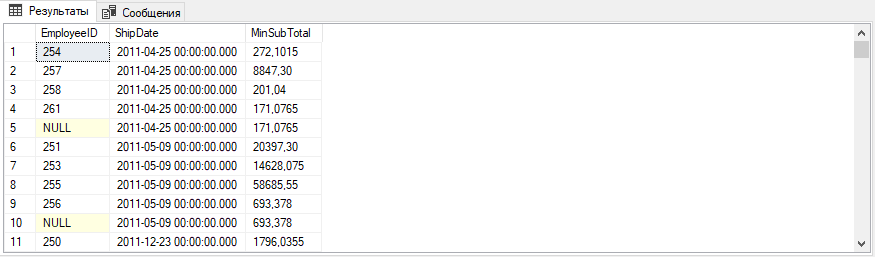 Результаты Сообщения
EmployeeID ShipDate MinSubTotal
1 254 2011-04-25 00:00:00.000 272,1015
2 257 2011-04-25 00:00:00.000 8847,30
3 258 2011-04-25 00:00:00.000 201,04
4 261 2011-04-25 00:00:00.000 171,0765
5 NULL 2011-04-25 00:00:00.000 171,0765
6 251 2011-05-09 00:00:00.000 20397,30
7 253 2011-05-09 00:00:00.000 14628,075
8 255 2011-05-09 00:00:00.000 58685,55
9 256 2011-05-09 00:00:00.000 693,378
10 NULL 2011-05-09 00:00:00.000 693,378
11 250 2011-12-23 00:00:00.000 1796,0355